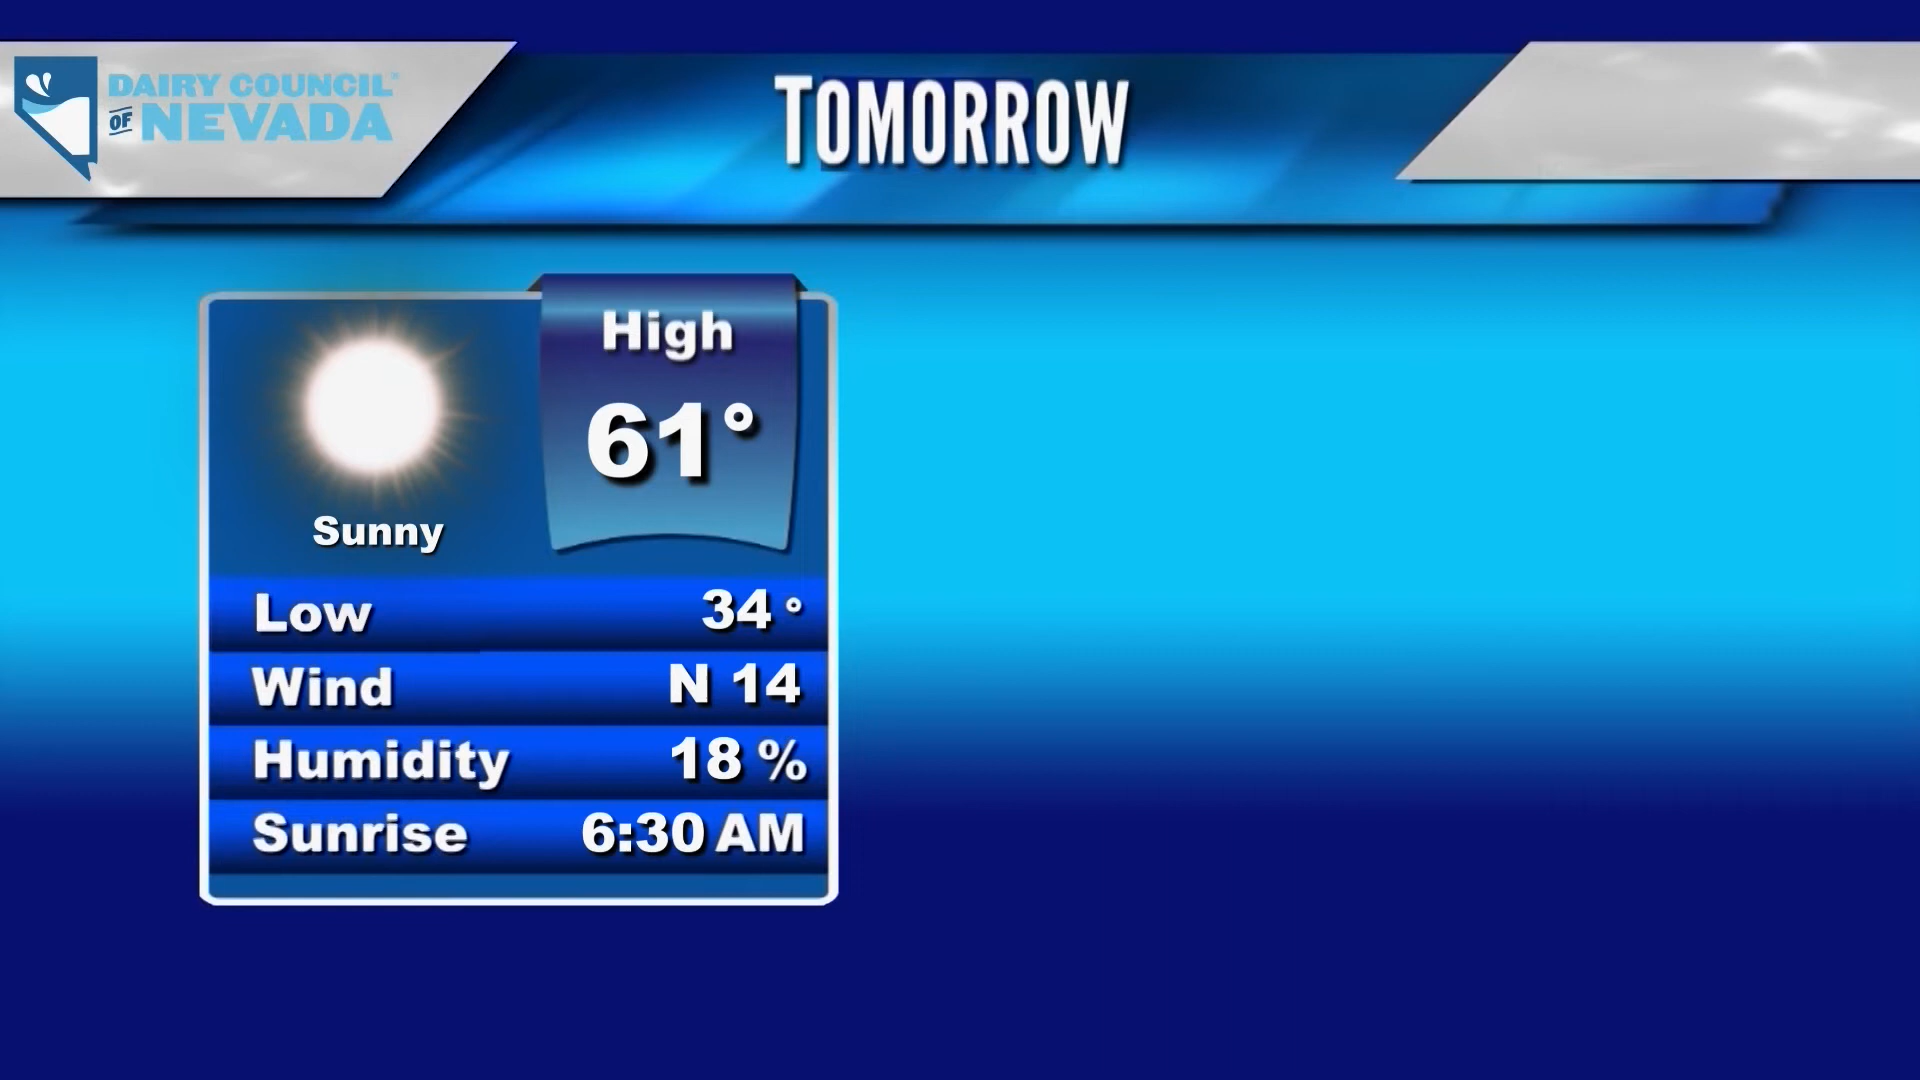 DAIRY COUNCIL®
OF NEVADA
TOMORROW
High
61°
Sunny
Low 34 °
Wind N 14
Humidity 18 %
Sunrise 6:30 AM